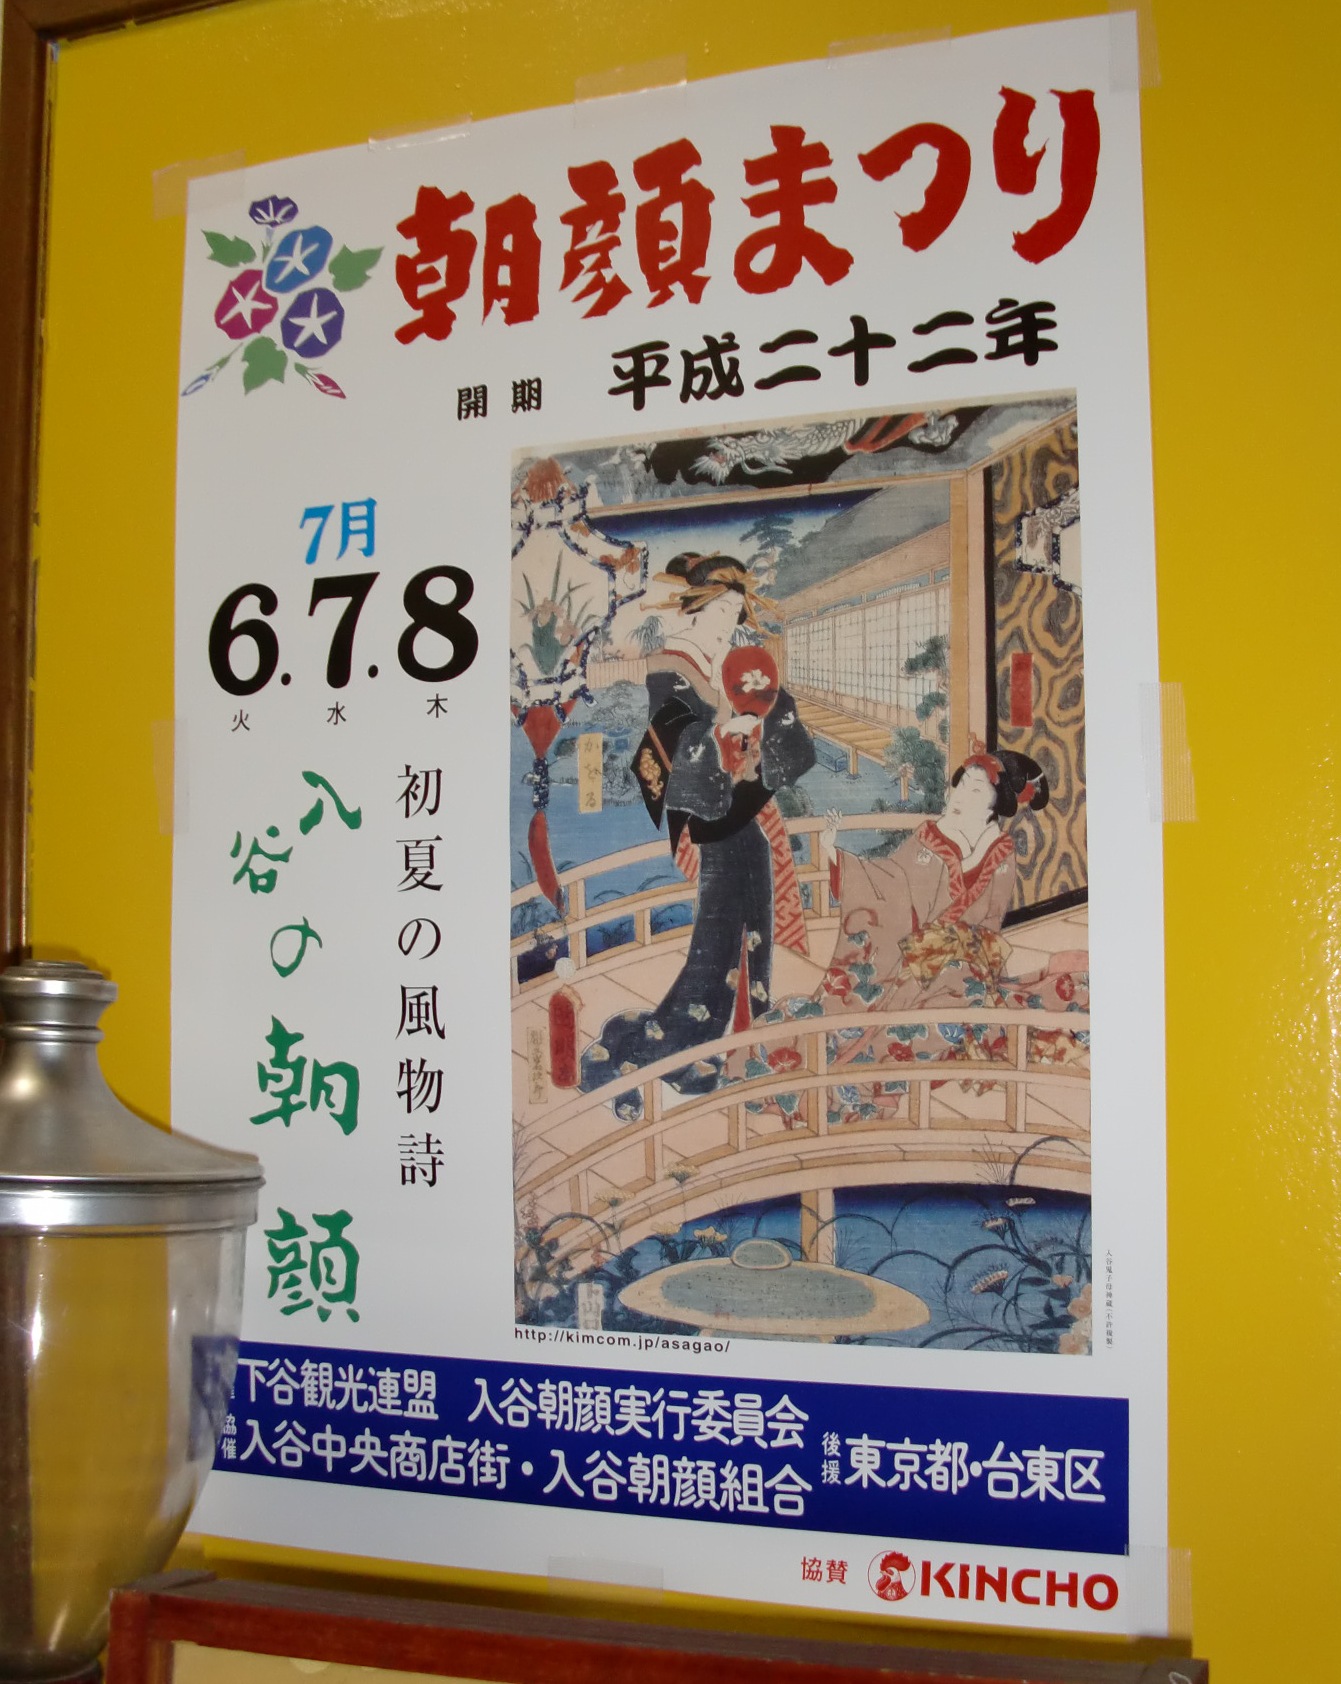 朝顔まつり
開期 平成二十二年
7月
6.7.8
火 水 木
初夏の風物詩
入谷の朝顔
かほる
http://kimcom.jp/asagao/
下谷観光連盟 入谷朝顔実行委員会
協催 入谷中央商店街・入谷朝顔組合
後援 東京都・台東区
協賛 KINCHO